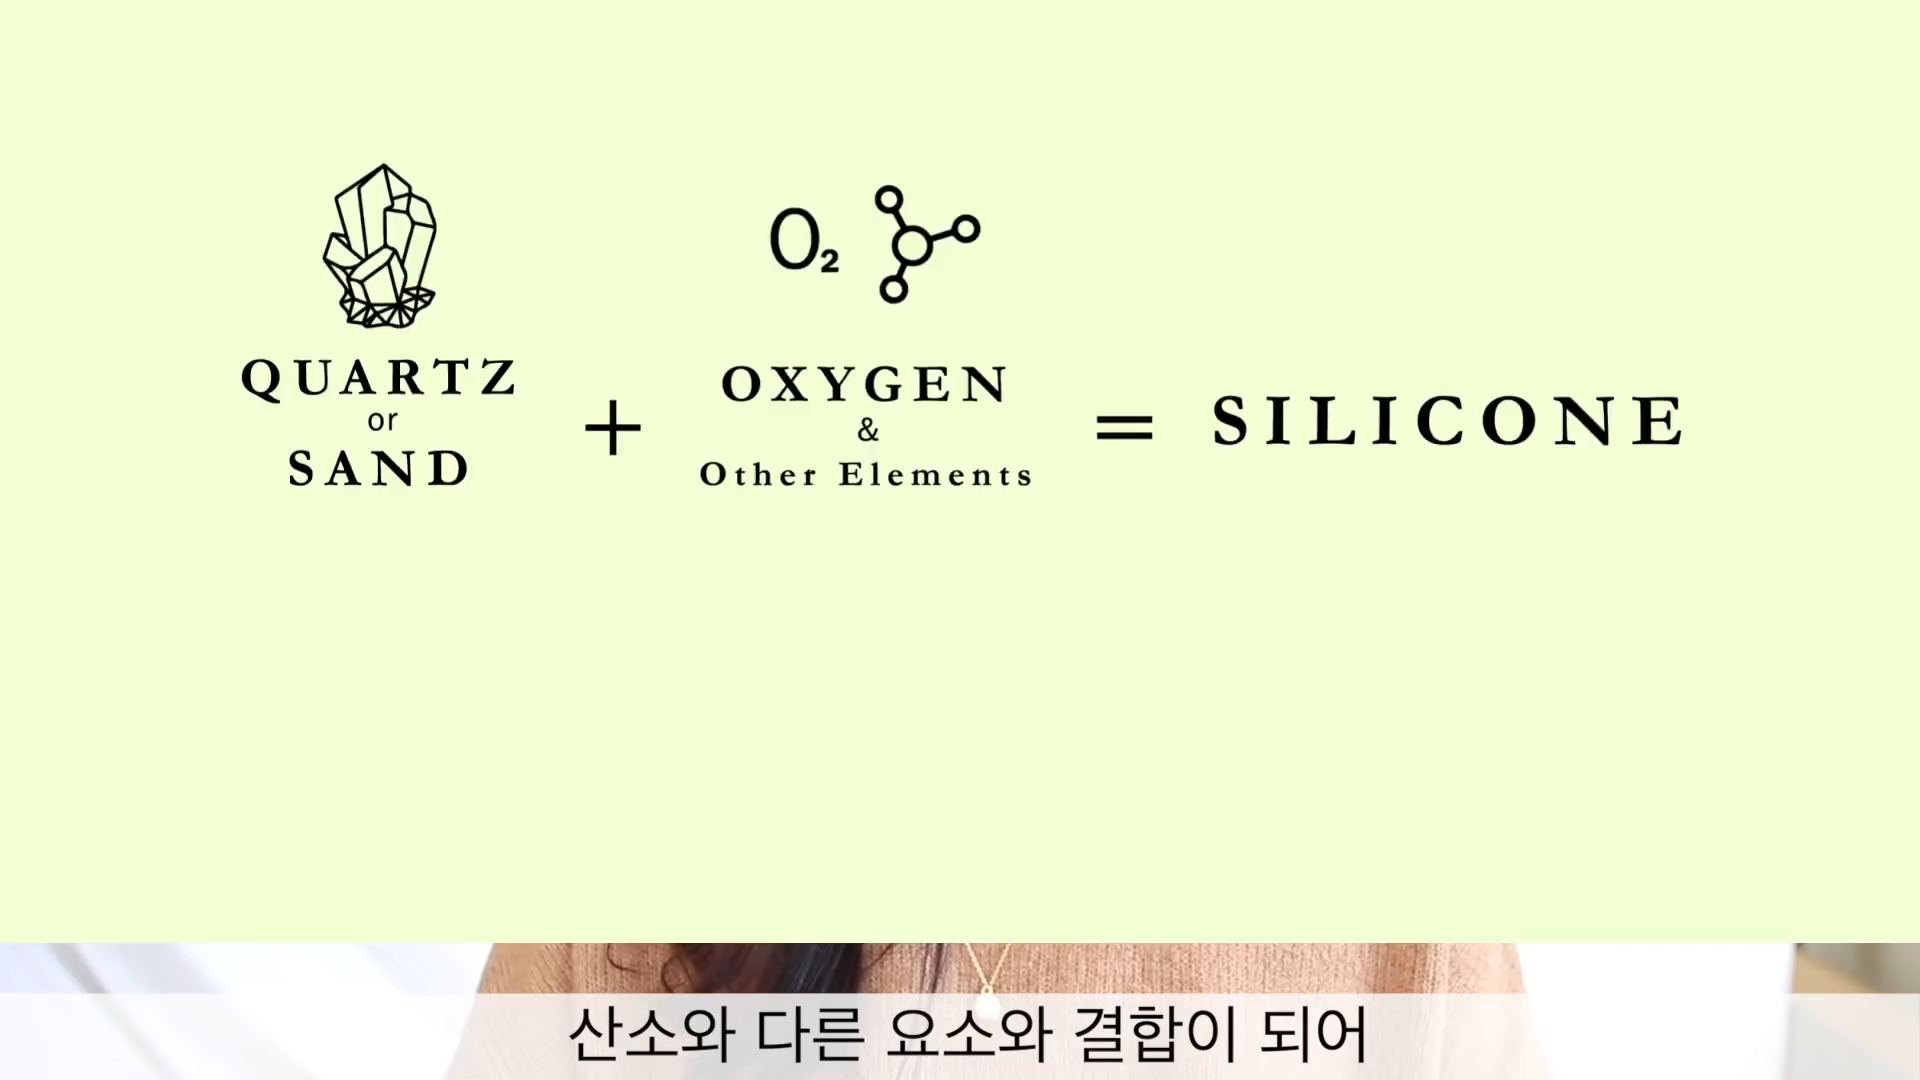 O₂
QUARTZ
or
SAND
+
OXYGEN
&
Other Elements
=
SILICONE
산소와 다른 요소와 결합이 되어